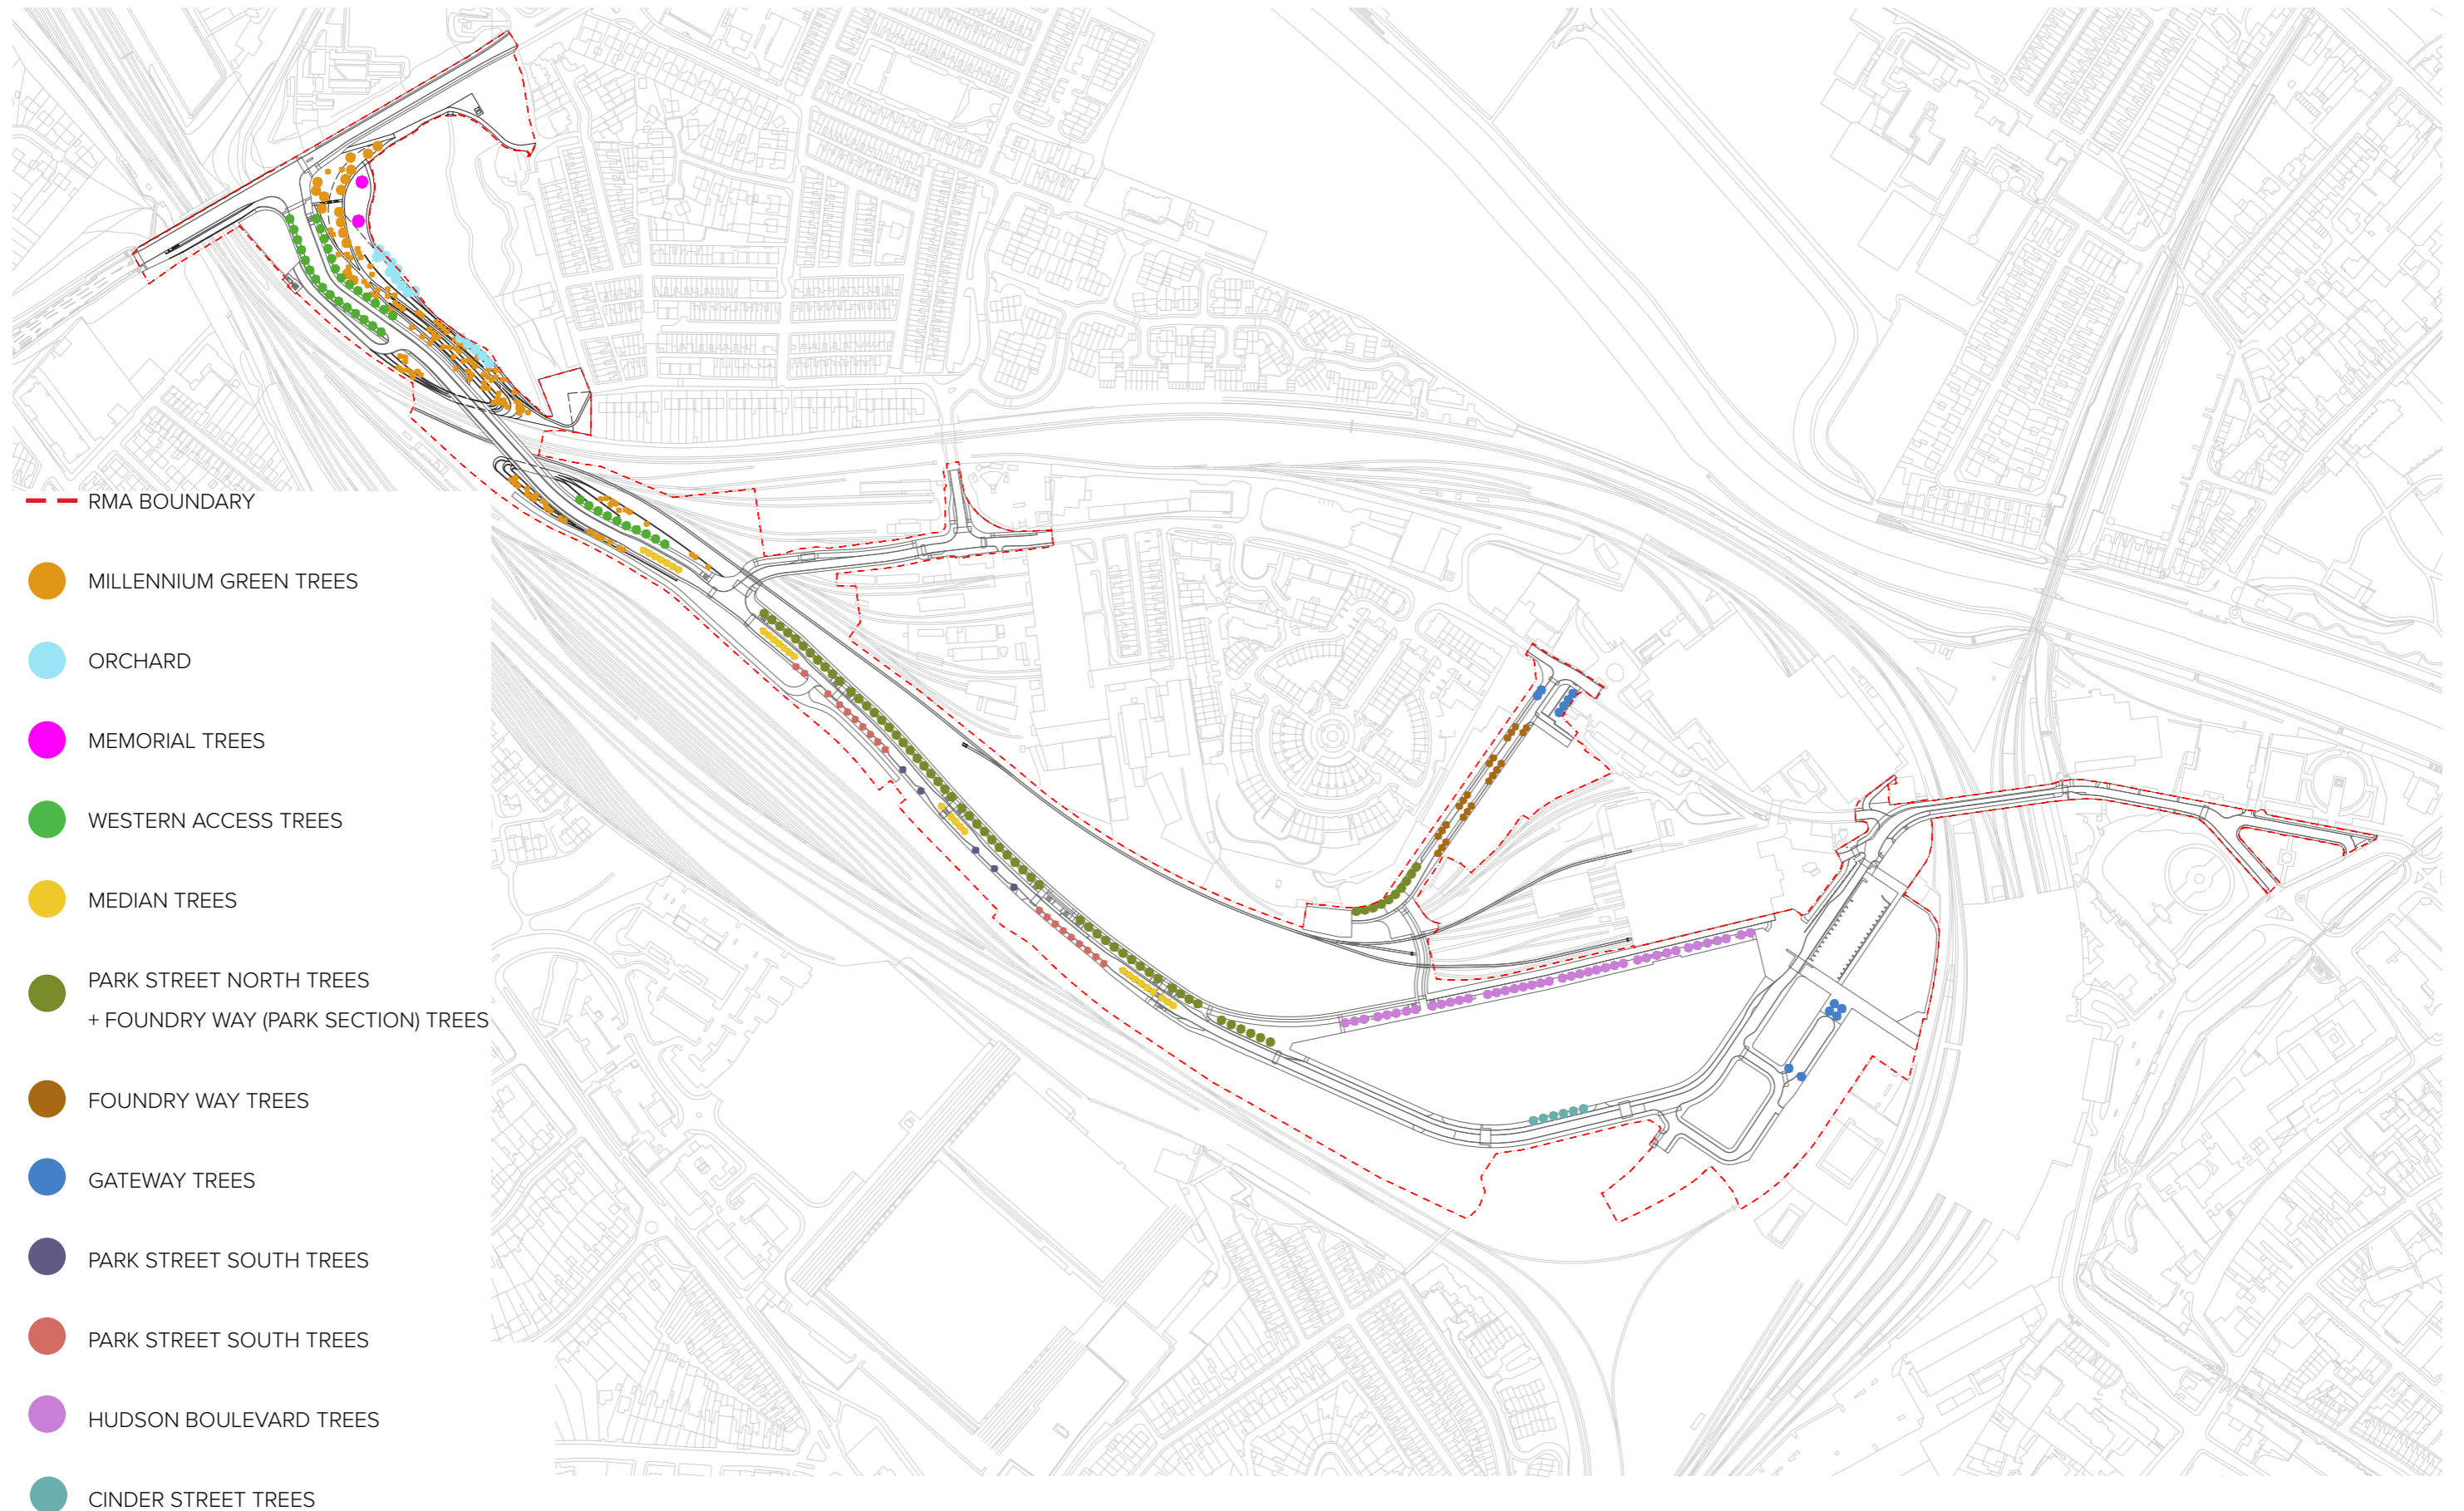 RMA BOUNDARY
MILLENNIUM GREEN TREES
ORCHARD
MEMORIAL TREES
WESTERN ACCESS TREES
MEDIAN TREES
PARK STREET NORTH TREES
+ FOUNDRY WAY (PARK SECTION) TREES
FOUNDRY WAY TREES
GATEWAY TREES
PARK STREET SOUTH TREES
PARK STREET SOUTH TREES
HUDSON BOULEVARD TREES
CINDER STREET TREES